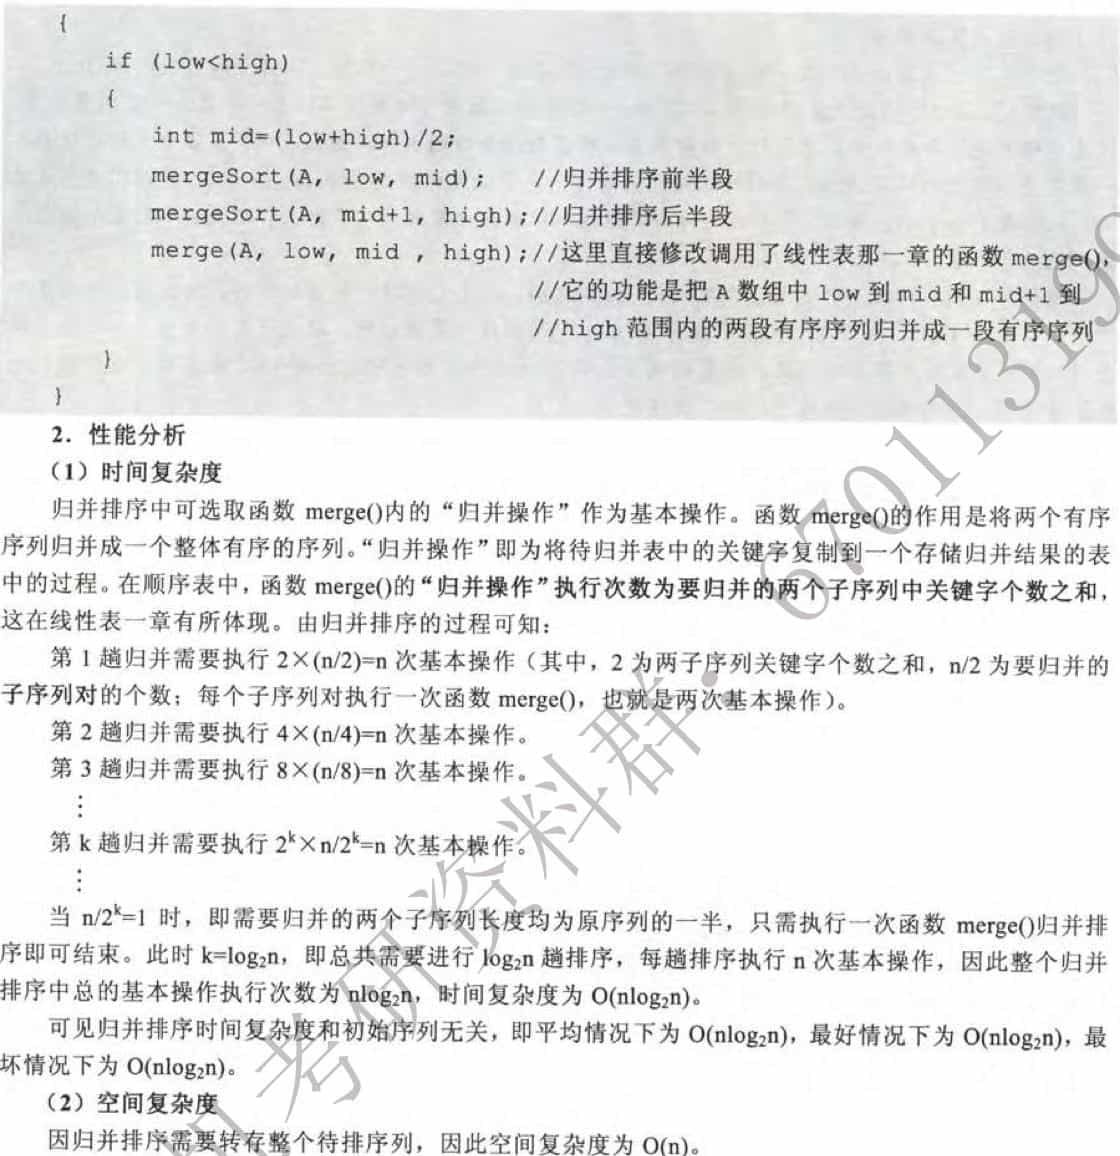 {
if (low<high)
{
int mid=(low+high)/2;
mergeSort(A, low, mid); //归并排序前半段
mergeSort(A, mid+1, high);//归并排序后半段
merge(A, low, mid , high);//这里直接修改调用了线性表那一章的函数 merge(),
//它的功能是把 A 数组中 low 到 mid 和 mid+1 到
//high 范围内的两段有序序列归并成一段有序序列
}
}
2．性能分析
（1）时间复杂度
归并排序中可选取函数 merge()内的“归并操作”作为基本操作。函数 merge()的作用是将两个有序
序列归并成一个整体有序的序列。“归并操作”即为将待归并表中的关键字复制到一个存储归并结果的表
中的过程。在顺序表中，函数 merge()的“归并操作”执行次数为要归并的两个子序列中关键字个数之和，
这在线性表一章有所体现。由归并排序的过程可知：
第 1 趟归并需要执行 2×(n/2)=n 次基本操作（其中，2 为两子序列关键字个数之和，n/2 为要归并的
子序列对的个数；每个子序列对执行一次函数 merge()，也就是两次基本操作）。
第 2 趟归并需要执行 4×(n/4)=n 次基本操作。
第 3 趟归并需要执行 8×(n/8)=n 次基本操作。
⋮
第 k 趟归并需要执行 2ᵏ×n/2ᵏ=n 次基本操作。
⋮
当 n/2ᵏ=1 时，即需要归并的两个子序列长度均为原序列的一半，只需执行一次函数 merge()归并排
序即可结束。此时 k=log₂n，即总共需要进行 log₂n 趟排序，每趟排序执行 n 次基本操作，因此整个归并
排序中总的基本操作执行次数为 nlog₂n，时间复杂度为 O(nlog₂n)。
可见归并排序时间复杂度和初始序列无关，即平均情况下为 O(nlog₂n)，最好情况下为 O(nlog₂n)，最
坏情况下为 O(nlog₂n)。
（2）空间复杂度
因归并排序需要转存整个待排序列，因此空间复杂度为 O(n)。
考研资料群：67011319